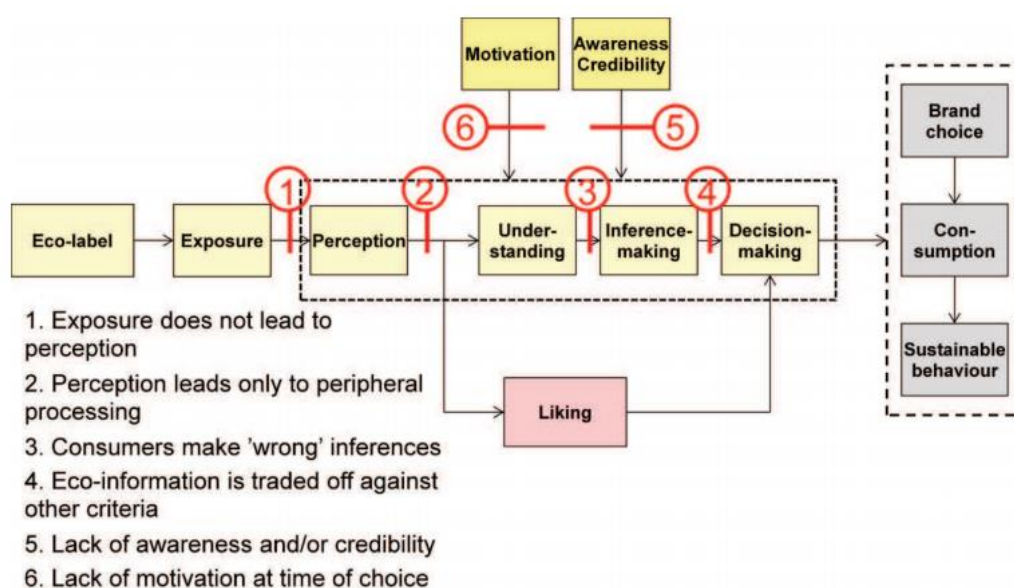 Motivation
Awareness
Credibility
6
5
1
2
3
4
Eco-label
Exposure
Perception
Under-
standing
Inference-
making
Decision-
making
Brand
choice
Con-
sumption
Sustainable
behaviour
Liking
1. Exposure does not lead to
perception
2. Perception leads only to peripheral
processing
3. Consumers make 'wrong' inferences
4. Eco-information is traded off against
other criteria
5. Lack of awareness and/or credibility
6. Lack of motivation at time of choice